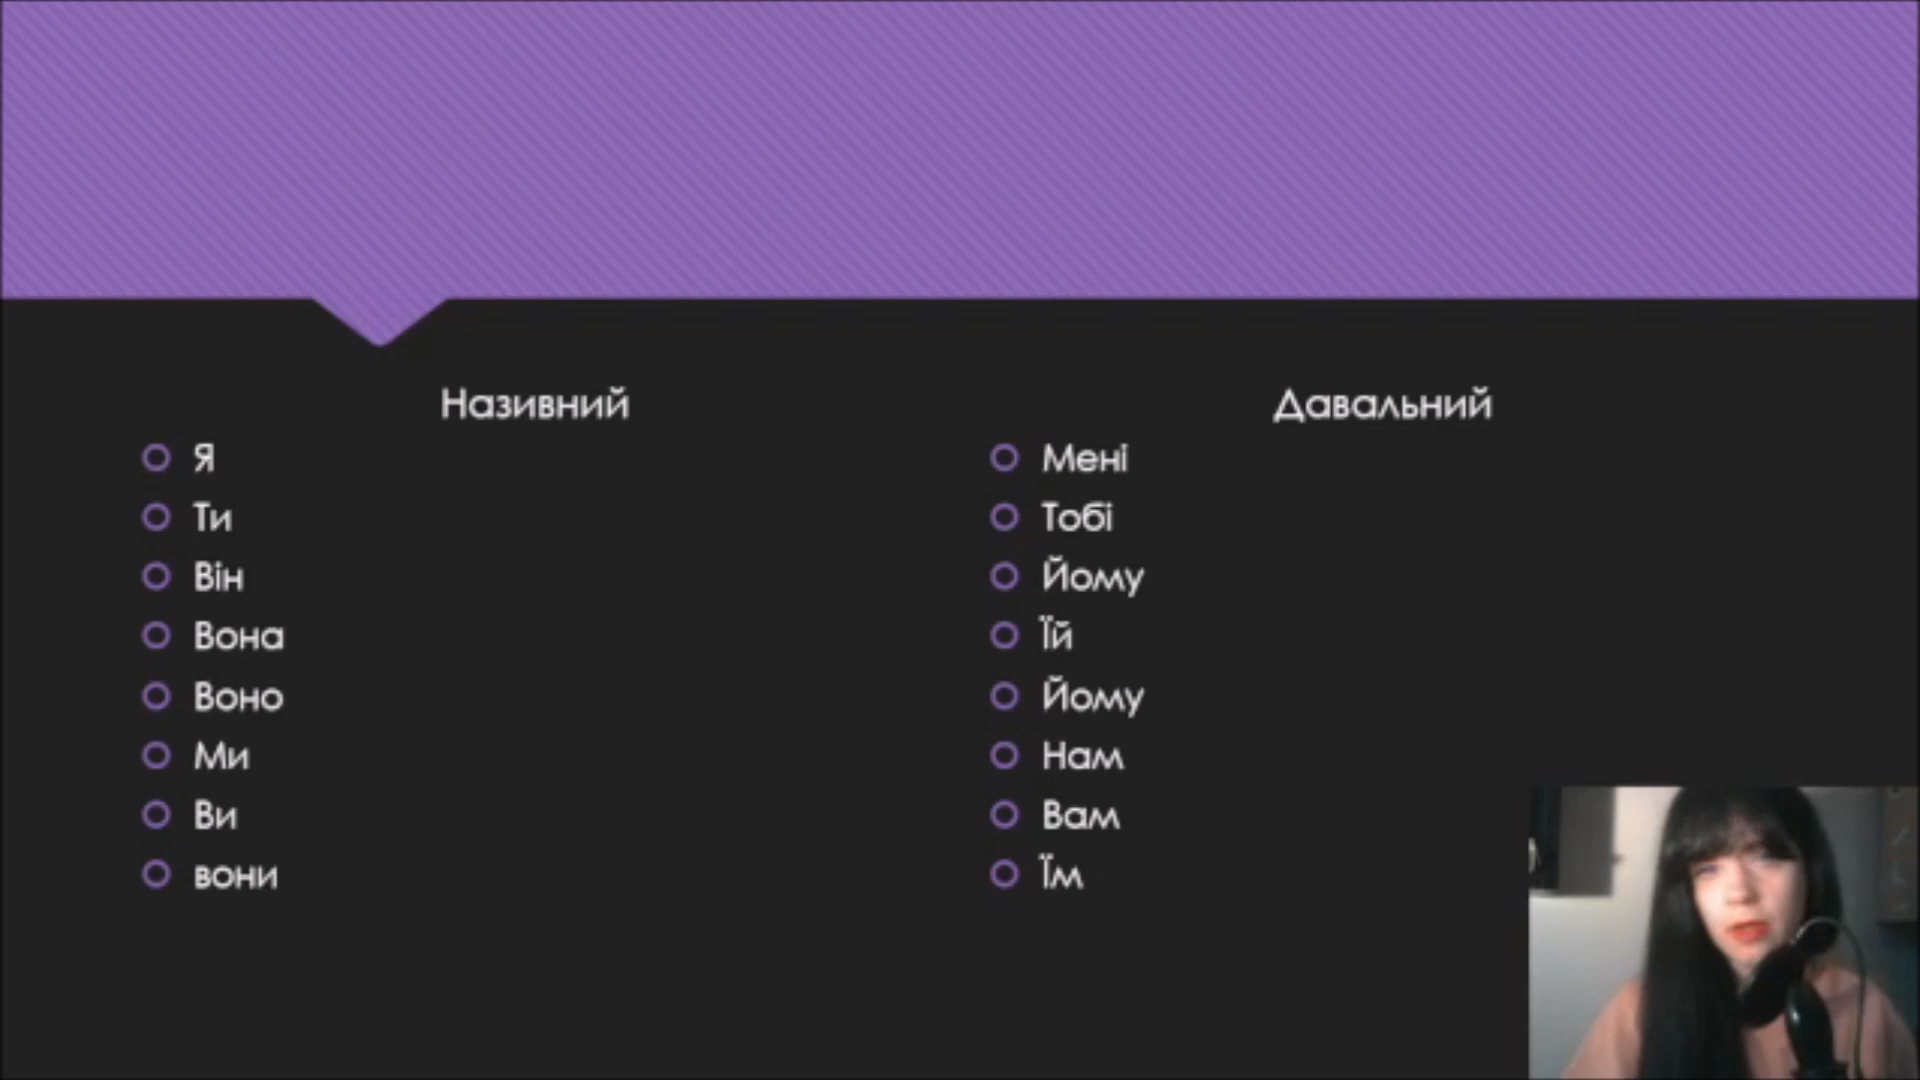 Називний
Я
Ти
Він
Вона
Воно
Ми
Ви
вони
Давальний
Мені
Тобі
Йому
Їй
Йому
Нам
Вам
Їм